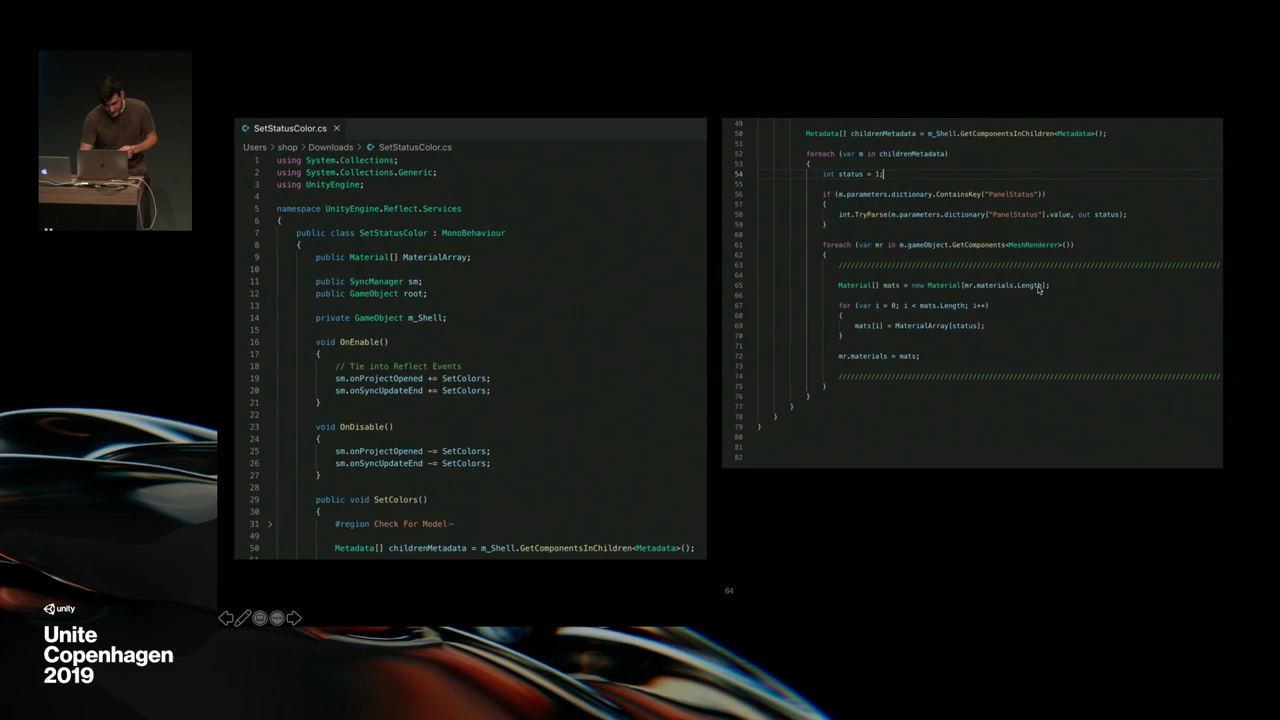 SetStatusColor.cs
Users > shop > Downloads > SetStatusColor.cs
1 using System.Collections;
2 using System.Collections.Generic;
3 using UnityEngine;
4
5 namespace UnityEngine.Reflect.Services
6 {
7 public class SetStatusColor : MonoBehaviour
8 {
9 public Material[] MaterialArray;
10
11 public SyncManager sm;
12 public GameObject root;
13
14 private GameObject m_Shell;
15
16 void OnEnable()
17 {
18 // Tie into Reflect Events
19 sm.onProjectOpened += SetColors;
20 sm.onSyncUpdateEnd += SetColors;
21 }
22
23 void OnDisable()
24 {
25 sm.onProjectOpened -= SetColors;
26 sm.onSyncUpdateEnd -= SetColors;
27 }
28
29 public void SetColors()
30 {
31 #region Check For Model
49
50 Metadata[] childrenMetadata = m_Shell.GetComponentsInChildren<Metadata>();
49
50 Metadata[] childrenMetadata = m_Shell.GetComponentsInChildren<Metadata>();
51
52 foreach (var m in childrenMetadata)
53 {
54 int status = 1;
55
56 if (m.parameters.dictionary.ContainsKey("PanelStatus"))
57 {
58 int.TryParse(m.parameters.dictionary["PanelStatus"].value, out status);
59 }
60
61 foreach (var mr in m.gameObject.GetComponents<MeshRenderer>())
62 {
63 //////////////////////////////////////////////////////////////////////////////////////////////
64
65 Material[] mats = new Material[mr.materials.Length];
66
67 for (var i = 0; i < mats.Length; i++)
68 {
69 mats[i] = MaterialArray[status];
70 }
71
72 mr.materials = mats;
73
74 //////////////////////////////////////////////////////////////////////////////////////////////
75 }
76 }
77 }
78 }
79 }
80
81
82
64
unity
Unite
Copenhagen
2019